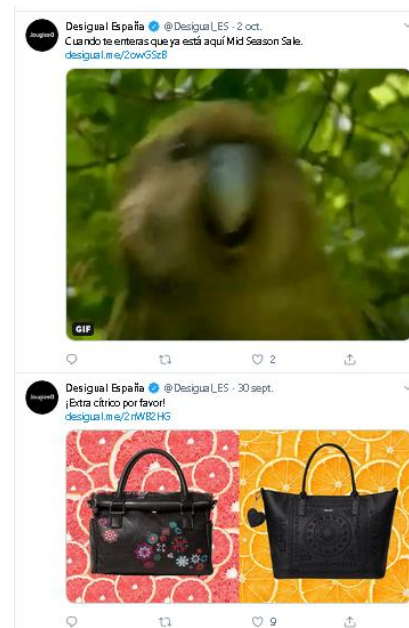 Desigual España @Desigual_ES · 2 oct.
Cuando te enteras que ya está aquí Mid Season Sale.
desigual.me/2owGSzB
GIF
2
Desigual España @Desigual_ES · 30 sept.
¡Extra cítrico por favor!
desigual.me/2nWB2HG
9